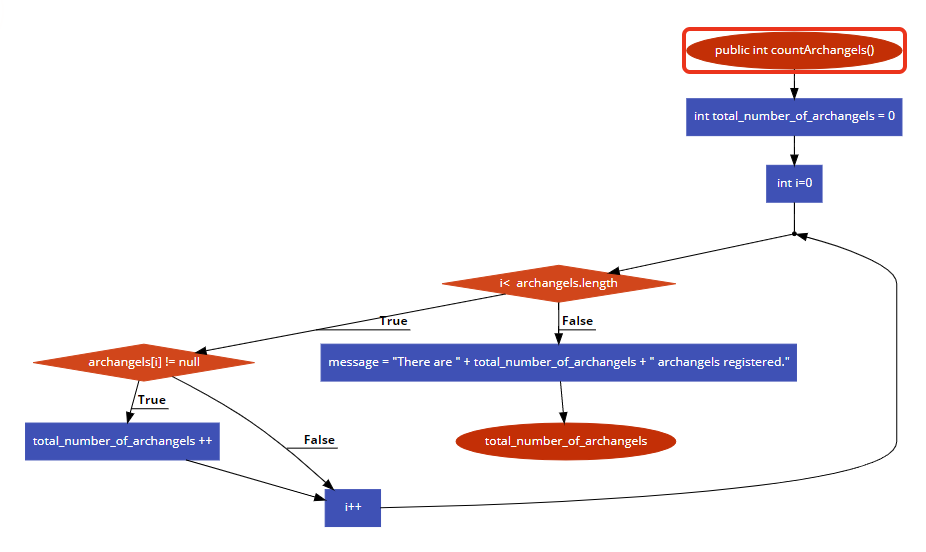 public int countArchangels()
int total_number_of_archangels = 0
int i=0
i<  archangels.length
True
False
archangels[i] != null
message = "There are " + total_number_of_archangels + " archangels registered."
True
total_number_of_archangels ++
False
total_number_of_archangels
i++